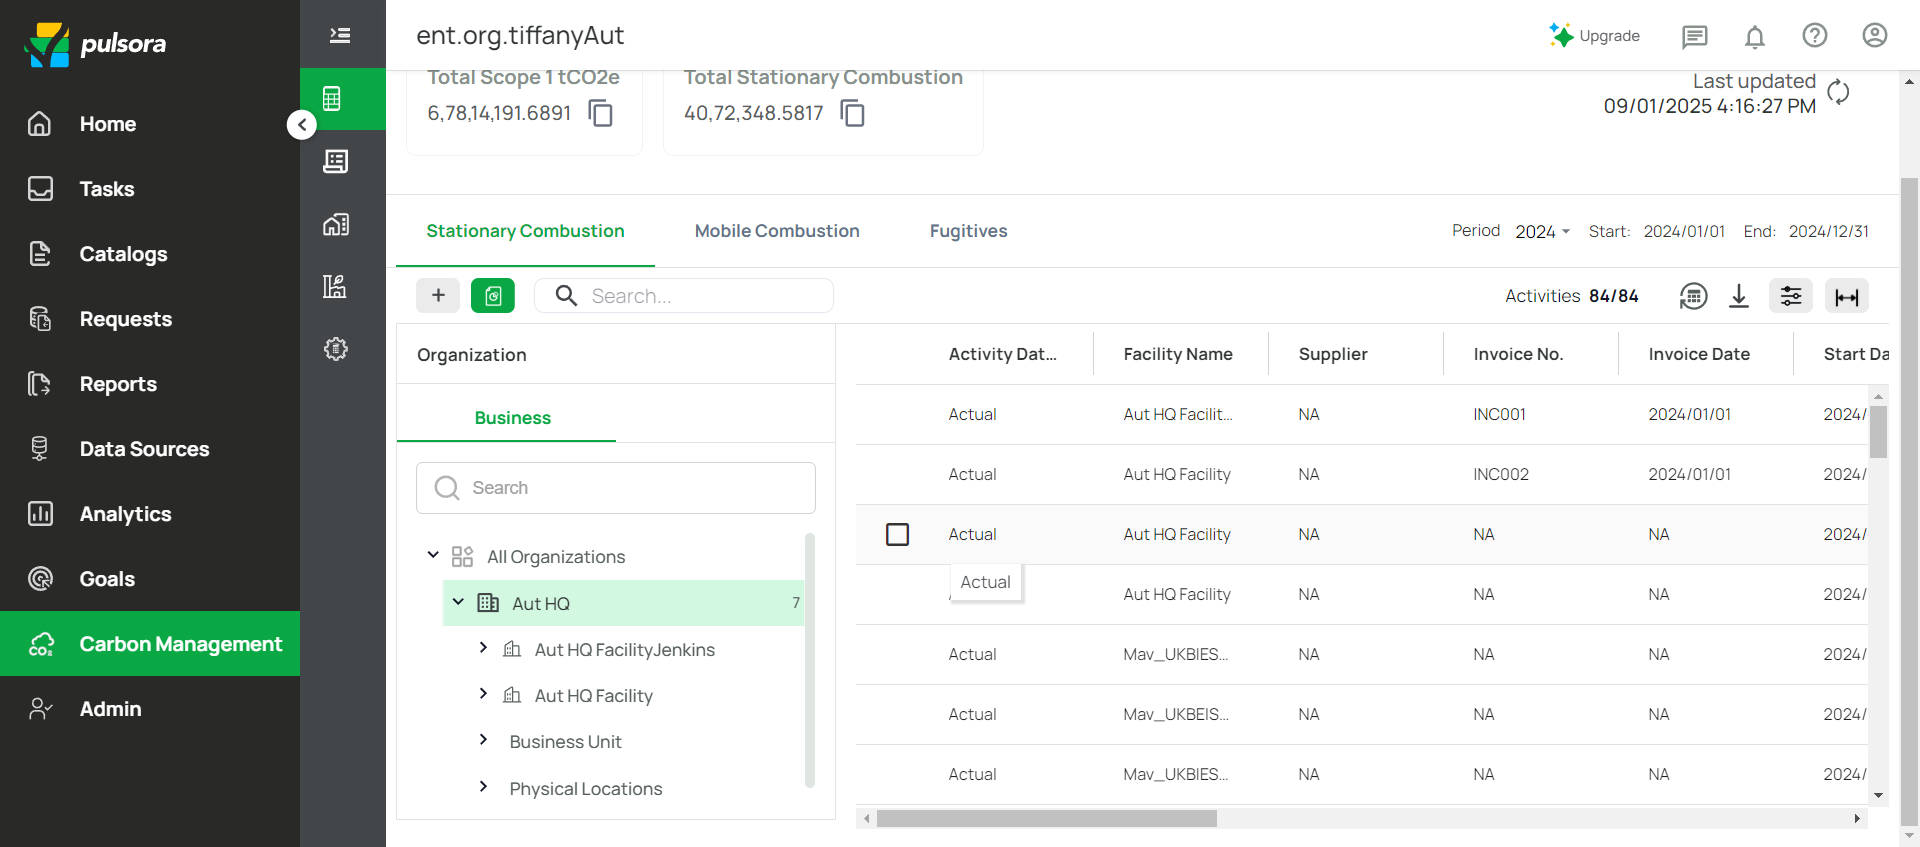 pulsora
ent.org.tiffanyAut
Upgrade
Home
Tasks
Catalogs
Requests
Reports
Data Sources
Analytics
Goals
CO₂
Carbon Management
Admin
Total Scope 1 tCO2e
6,78,14,191.6891
Total Stationary Combustion
40,72,348.5817
Last updated
09/01/2025 4:16:27 PM
Stationary Combustion
Mobile Combustion
Fugitives
Period 2024 Start: 2024/01/01 End: 2024/12/31
Search...
Activities 84/84
Organization
Business
Search
All Organizations
Aut HQ 7
Aut HQ FacilityJenkins
Aut HQ Facility
Business Unit
Physical Locations
Activity Dat... Facility Name Supplier Invoice No. Invoice Date Start Da
Actual Aut HQ Facilit... NA INC001 2024/01/01 2024/
Actual Aut HQ Facility NA INC002 2024/01/01 2024/
Actual Aut HQ Facility NA NA NA 2024/
Actual
Aut HQ Facility NA NA NA 2024/
Actual Mav_UKBIES... NA NA NA 2024/
Actual Mav_UKBEIS... NA NA NA 2024/
Actual Mav_UKBIES... NA NA NA 2024/